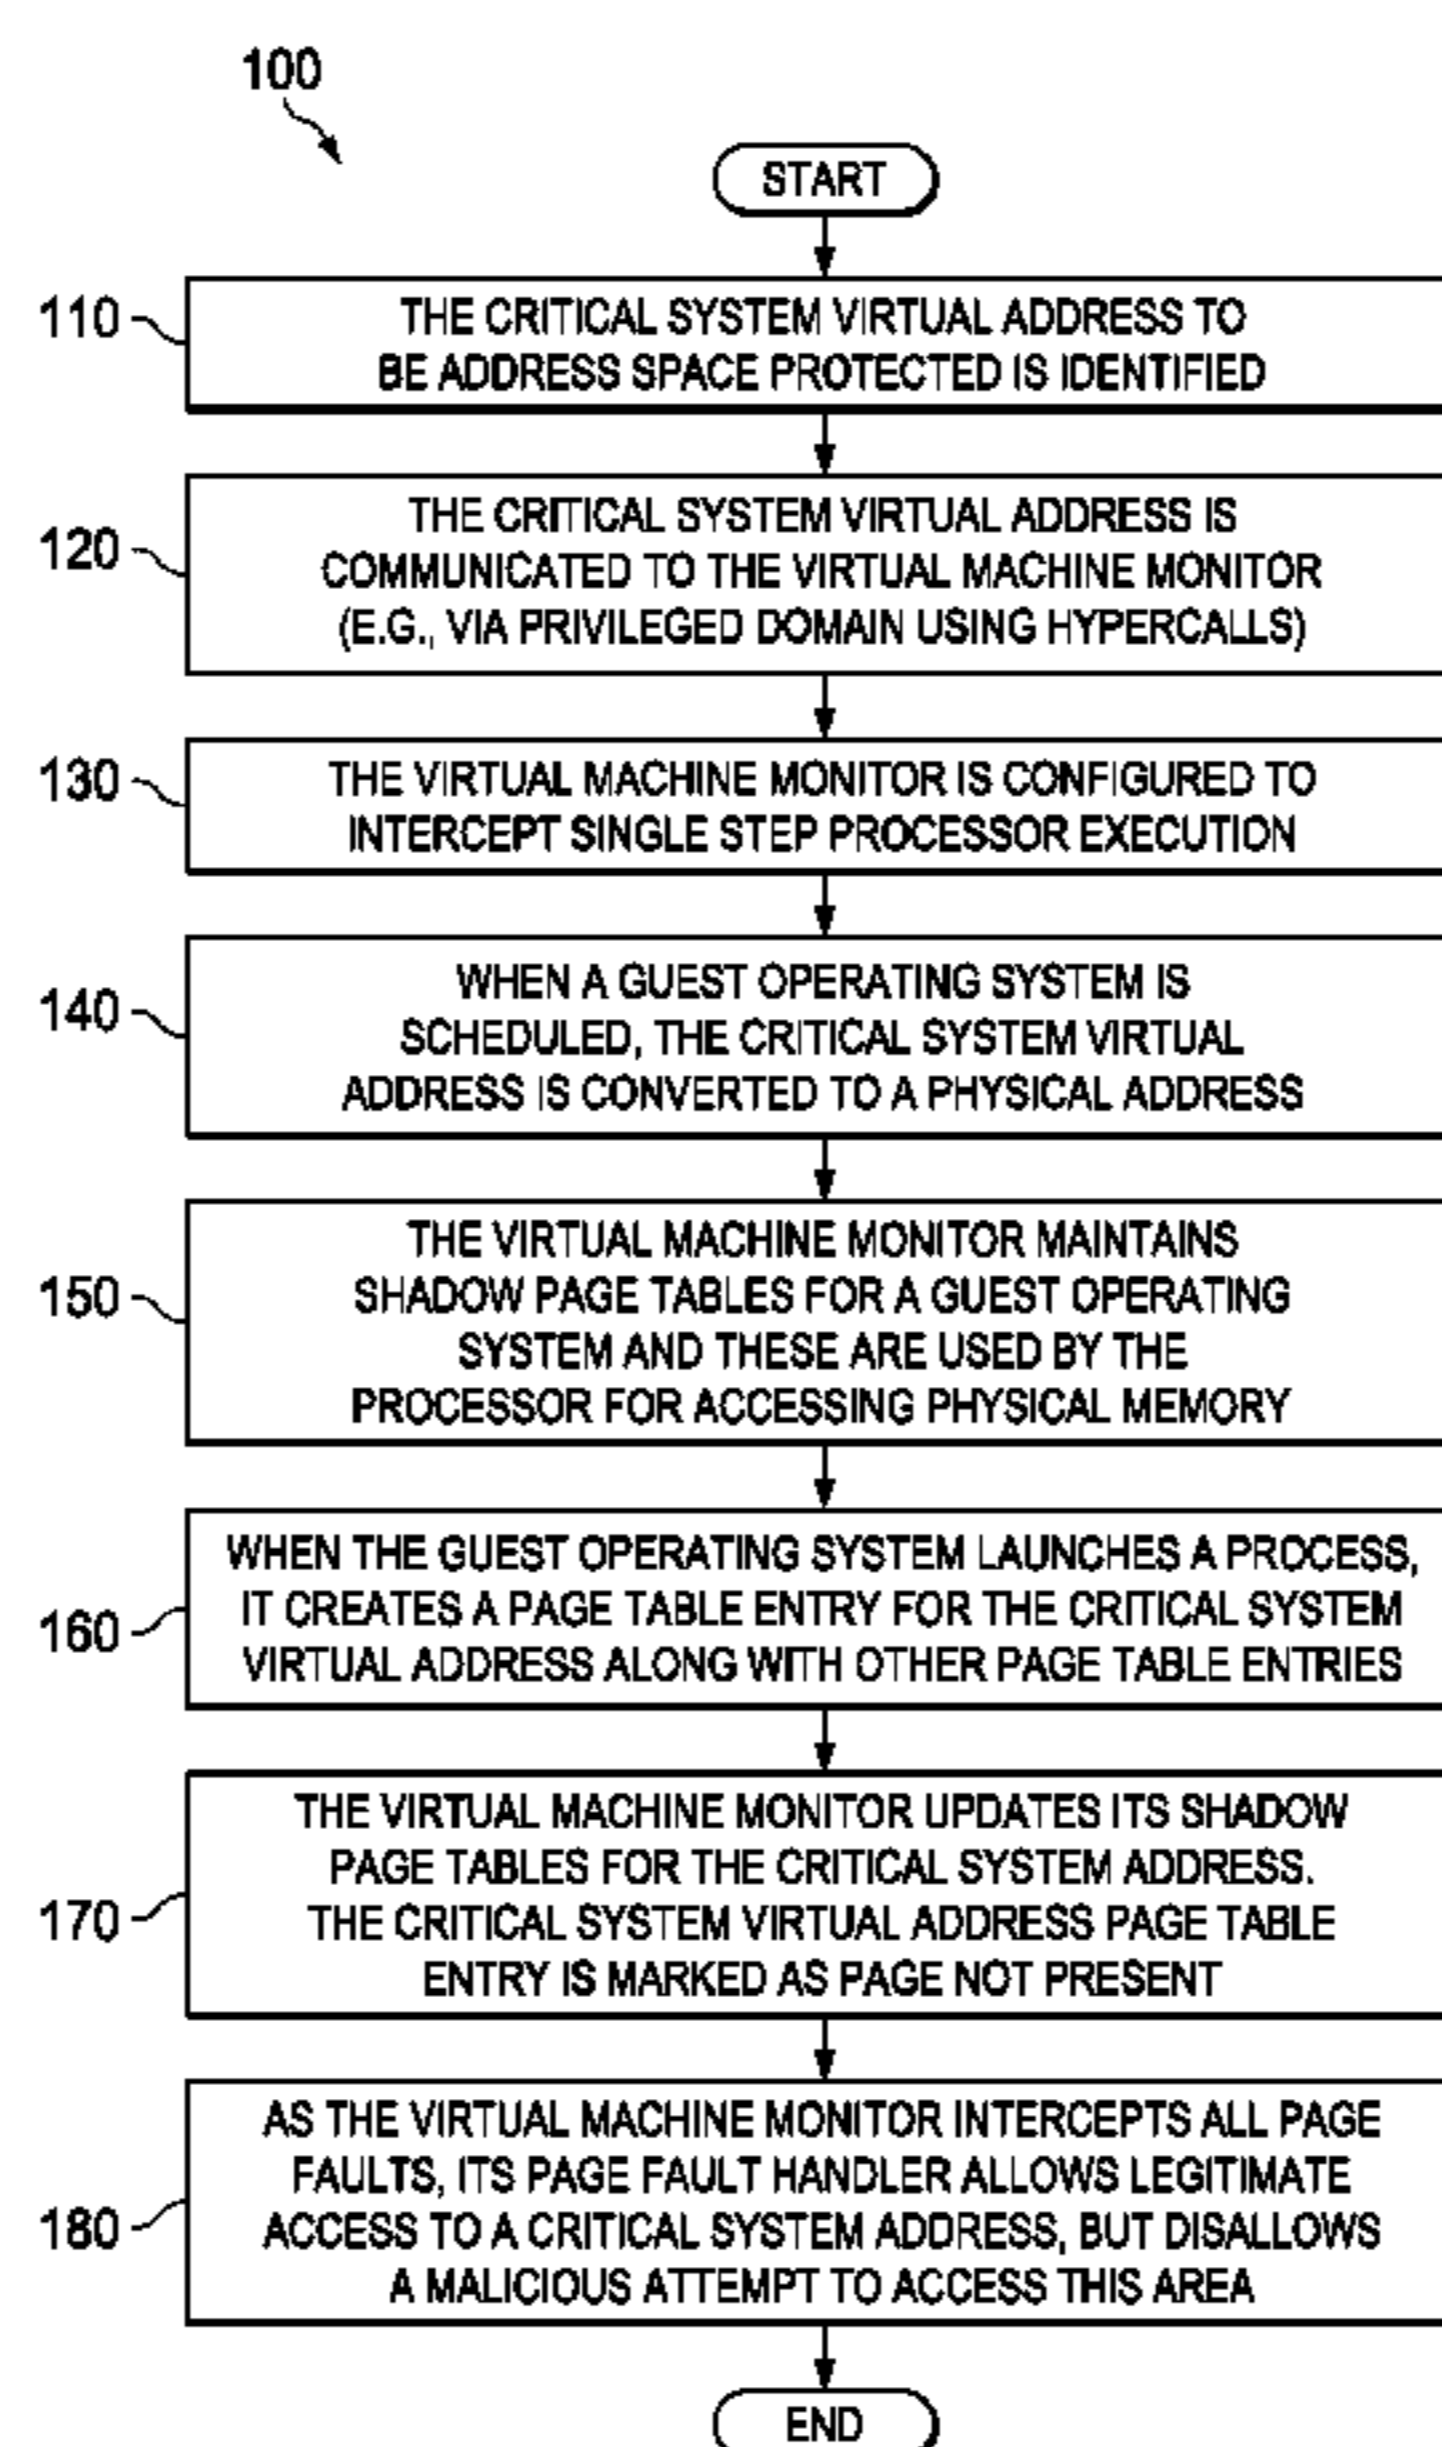 100
START
110
THE CRITICAL SYSTEM VIRTUAL ADDRESS TO
BE ADDRESS SPACE PROTECTED IS IDENTIFIED
120
THE CRITICAL SYSTEM VIRTUAL ADDRESS IS
COMMUNICATED TO THE VIRTUAL MACHINE MONITOR
(E.G., VIA PRIVILEGED DOMAIN USING HYPERCALLS)
130
THE VIRTUAL MACHINE MONITOR IS CONFIGURED TO
INTERCEPT SINGLE STEP PROCESSOR EXECUTION
140
WHEN A GUEST OPERATING SYSTEM IS
SCHEDULED, THE CRITICAL SYSTEM VIRTUAL
ADDRESS IS CONVERTED TO A PHYSICAL ADDRESS
150
THE VIRTUAL MACHINE MONITOR MAINTAINS
SHADOW PAGE TABLES FOR A GUEST OPERATING
SYSTEM AND THESE ARE USED BY THE
PROCESSOR FOR ACCESSING PHYSICAL MEMORY
160
WHEN THE GUEST OPERATING SYSTEM LAUNCHES A PROCESS,
IT CREATES A PAGE TABLE ENTRY FOR THE CRITICAL SYSTEM
VIRTUAL ADDRESS ALONG WITH OTHER PAGE TABLE ENTRIES
170
THE VIRTUAL MACHINE MONITOR UPDATES ITS SHADOW
PAGE TABLES FOR THE CRITICAL SYSTEM ADDRESS.
THE CRITICAL SYSTEM VIRTUAL ADDRESS PAGE TABLE
ENTRY IS MARKED AS PAGE NOT PRESENT
180
AS THE VIRTUAL MACHINE MONITOR INTERCEPTS ALL PAGE
FAULTS, ITS PAGE FAULT HANDLER ALLOWS LEGITIMATE
ACCESS TO A CRITICAL SYSTEM ADDRESS, BUT DISALLOWS
A MALICIOUS ATTEMPT TO ACCESS THIS AREA
END